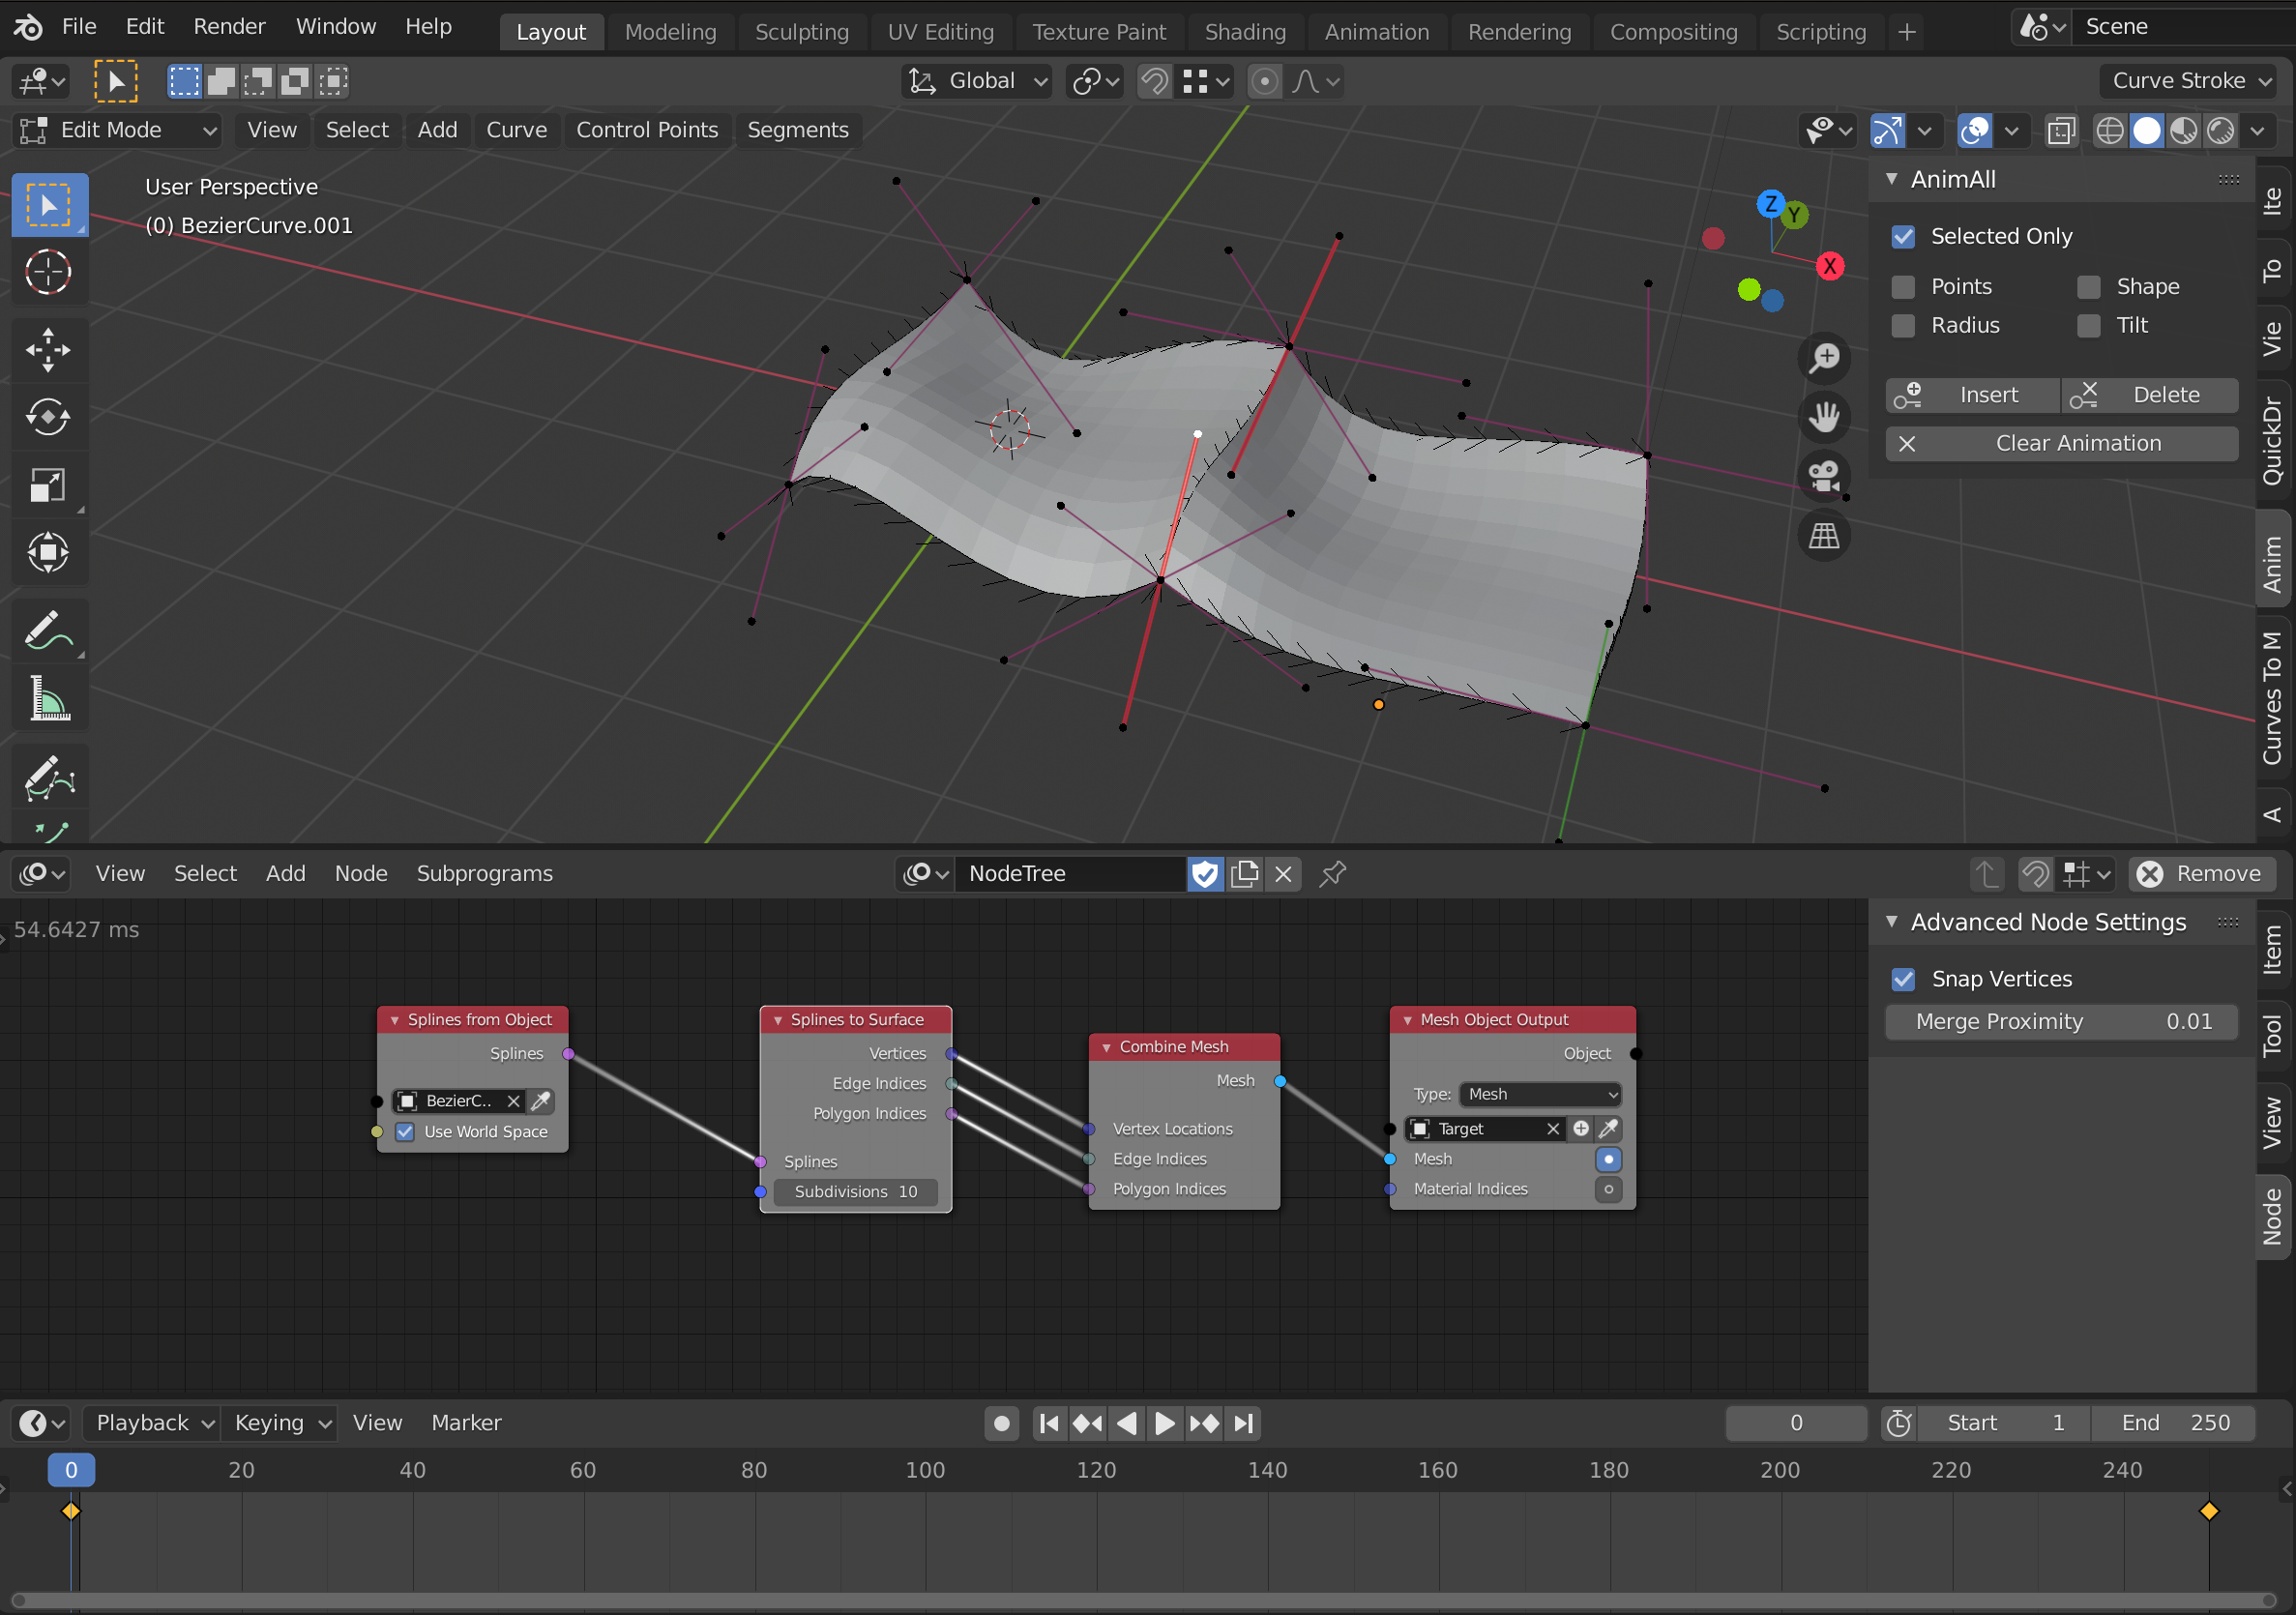 File Edit Render Window Help Layout Modeling Sculpting UV Editing Texture Paint Shading Animation Rendering Compositing Scripting + Scene
Global Curve Stroke
Edit Mode View Select Add Curve Control Points Segments
User Perspective
(0) BezierCurve.001
Z
Y
X
AnimAll
Selected Only
Points Shape
Radius Tilt
Insert Delete
Clear Animation
Ite
To
Vie
QuickDr
Anim
Curves To M
A
View Select Add Node Subprograms NodeTree Remove
54.6427 ms
Splines from Object
Splines
BezierC..
Use World Space
Splines to Surface
Vertices
Edge Indices
Polygon Indices
Splines
Subdivisions 10
Combine Mesh
Mesh
Vertex Locations
Edge Indices
Polygon Indices
Mesh Object Output
Object
Type: Mesh
Target
Mesh
Material Indices
Advanced Node Settings
Snap Vertices
Merge Proximity 0.01
Item
Tool
View
Node
Playback Keying View Marker 0 Start 1 End 250
0 20 40 60 80 100 120 140 160 180 200 220 240